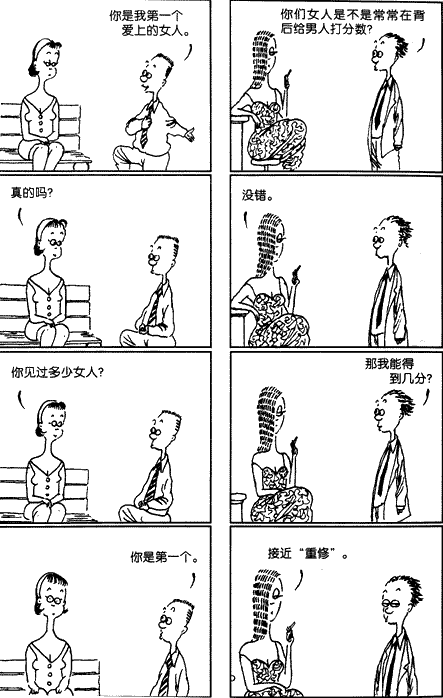 你是我第一个
爱上的女人。
真的吗?
你见过多少女人?
你是第一个。
你们女人是不是常常在背
后给男人打分数?
没错。
那我能得
到几分?
接近“重修”。